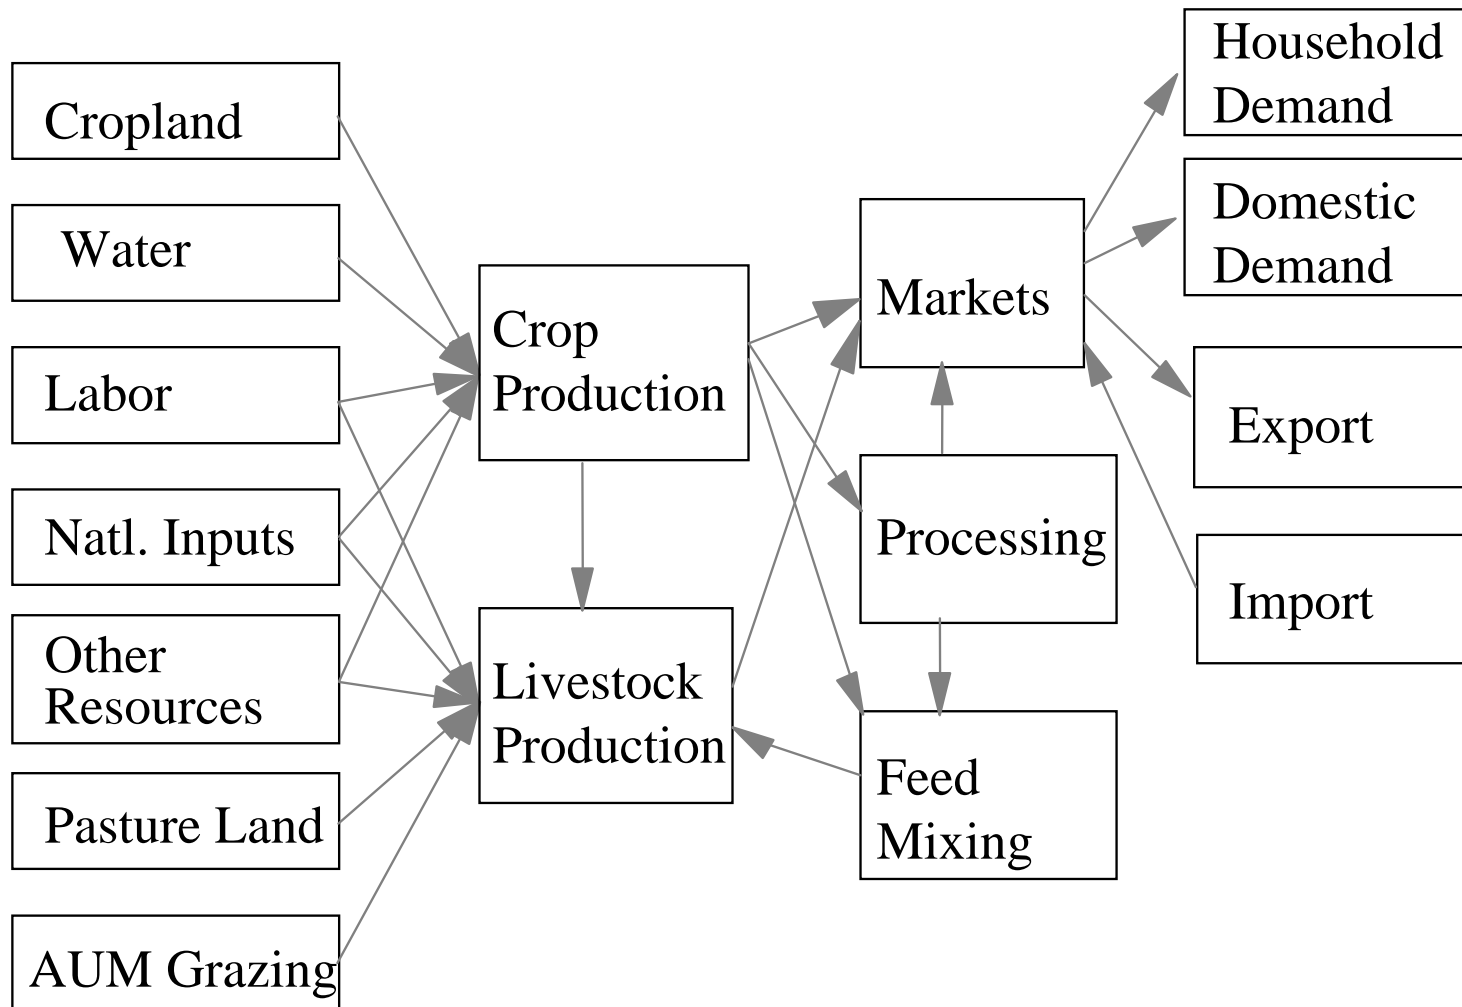 Cropland
Water
Labor
Natl. Inputs
Other
Resources
Pasture Land
AUM Grazing
Crop
Production
Livestock
Production
Markets
Processing
Feed
Mixing
Household
Demand
Domestic
Demand
Export
Import